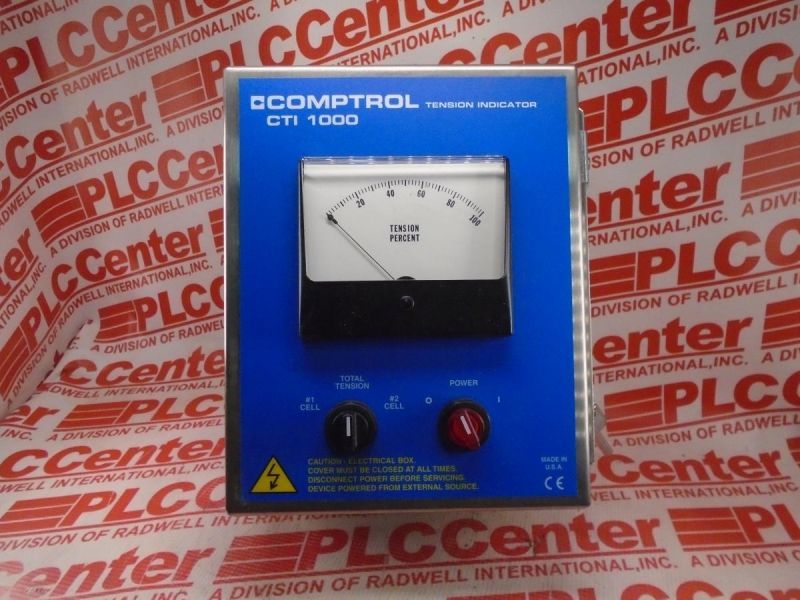 COMPTROL TENSION INDICATOR
CTI 1000
0 20 40 60 80 100
TENSION
PERCENT
TOTAL
TENSION
#1
CELL
#2
CELL
POWER
O I
CAUTION - ELECTRICAL BOX.
COVER MUST BE CLOSED AT ALL TIMES.
DISCONNECT POWER BEFORE SERVICING.
DEVICE POWERED FROM EXTERNAL SOURCE.
MADE IN
U.S.A.
CE
PLCCenter
A DIVISION OF RADWELL INTERNATIONAL, INC.